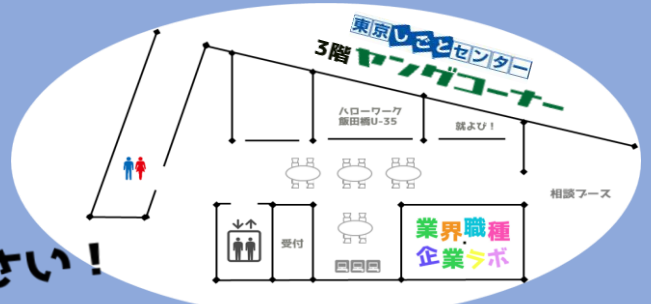 東京しごとセンター
3階ヤングコーナー
ハローワーク
飯田橋U-35
就よび！
相談ブース
受付
業界職種
・
企業ラボ
さい！